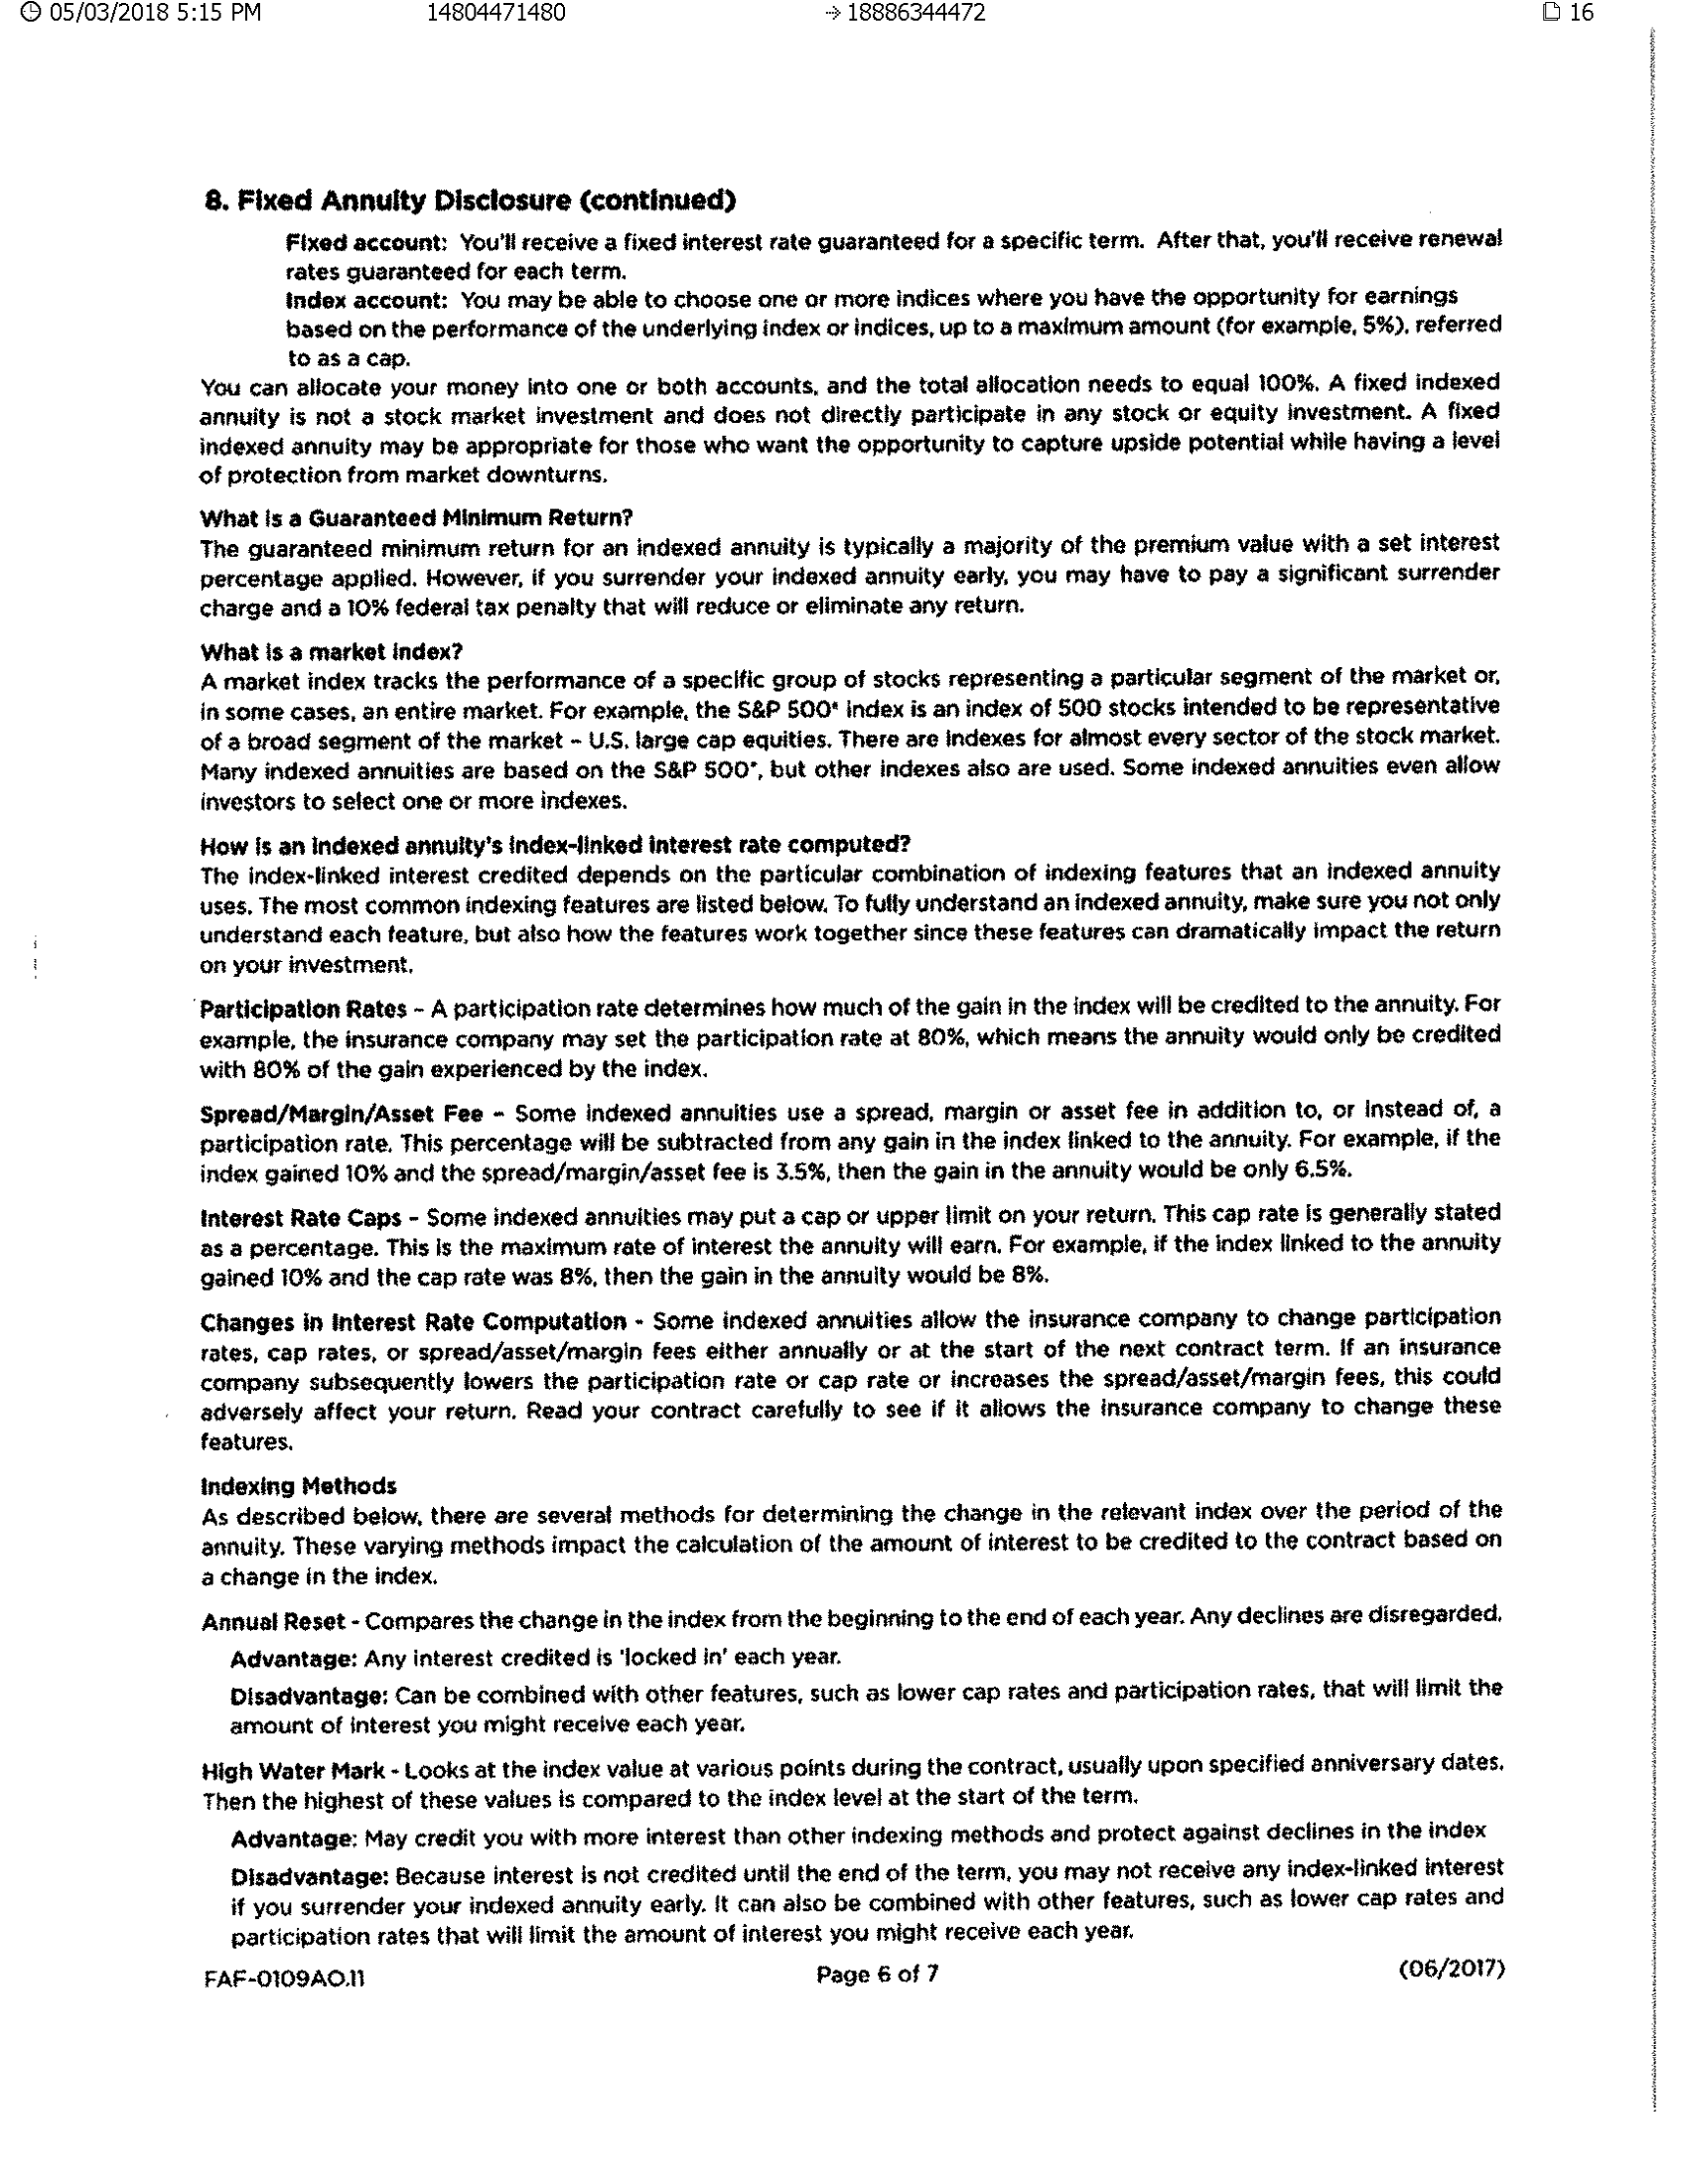 05/03/2018 5:15 PM 14804471480 → 18886344472 16
8. Fixed Annuity Disclosure (continued)
Fixed account: You'll receive a fixed interest rate guaranteed for a specific term. After that, you'll receive renewal
rates guaranteed for each term.
Index account: You may be able to choose one or more indices where you have the opportunity for earnings
based on the performance of the underlying index or indices, up to a maximum amount (for example, 5%), referred
to as a cap.
You can allocate your money into one or both accounts, and the total allocation needs to equal 100%. A fixed indexed
annuity is not a stock market investment and does not directly participate in any stock or equity investment. A fixed
indexed annuity may be appropriate for those who want the opportunity to capture upside potential while having a level
of protection from market downturns.
What is a Guaranteed Minimum Return?
The guaranteed minimum return for an indexed annuity is typically a majority of the premium value with a set interest
percentage applied. However, if you surrender your indexed annuity early, you may have to pay a significant surrender
charge and a 10% federal tax penalty that will reduce or eliminate any return.
What is a market index?
A market index tracks the performance of a specific group of stocks representing a particular segment of the market or,
in some cases, an entire market. For example, the S&P 500® index is an index of 500 stocks intended to be representative
of a broad segment of the market – U.S. large cap equities. There are indexes for almost every sector of the stock market.
Many indexed annuities are based on the S&P 500®, but other indexes also are used. Some indexed annuities even allow
investors to select one or more indexes.
How is an indexed annuity's index-linked interest rate computed?
The index-linked interest credited depends on the particular combination of indexing features that an indexed annuity
uses. The most common indexing features are listed below. To fully understand an indexed annuity, make sure you not only
understand each feature, but also how the features work together since these features can dramatically impact the return
on your investment.
Participation Rates – A participation rate determines how much of the gain in the index will be credited to the annuity. For
example, the insurance company may set the participation rate at 80%, which means the annuity would only be credited
with 80% of the gain experienced by the index.
Spread/Margin/Asset Fee – Some indexed annuities use a spread, margin or asset fee in addition to, or instead of, a
participation rate. This percentage will be subtracted from any gain in the index linked to the annuity. For example, if the
index gained 10% and the spread/margin/asset fee is 3.5%, then the gain in the annuity would be only 6.5%.
Interest Rate Caps – Some indexed annuities may put a cap or upper limit on your return. This cap rate is generally stated
as a percentage. This is the maximum rate of interest the annuity will earn. For example, if the index linked to the annuity
gained 10% and the cap rate was 8%, then the gain in the annuity would be 8%.
Changes in Interest Rate Computation - Some indexed annuities allow the insurance company to change participation
rates, cap rates, or spread/asset/margin fees either annually or at the start of the next contract term. If an insurance
company subsequently lowers the participation rate or cap rate or increases the spread/asset/margin fees, this could
adversely affect your return. Read your contract carefully to see if it allows the insurance company to change these
features.
Indexing Methods
As described below, there are several methods for determining the change in the relevant index over the period of the
annuity. These varying methods impact the calculation of the amount of interest to be credited to the contract based on
a change in the index.
Annual Reset - Compares the change in the index from the beginning to the end of each year. Any declines are disregarded.
Advantage: Any interest credited is 'locked in' each year.
Disadvantage: Can be combined with other features, such as lower cap rates and participation rates, that will limit the
amount of interest you might receive each year.
High Water Mark - Looks at the index value at various points during the contract, usually upon specified anniversary dates.
Then the highest of these values is compared to the index level at the start of the term.
Advantage: May credit you with more interest than other indexing methods and protect against declines in the index
Disadvantage: Because interest is not credited until the end of the term, you may not receive any index-linked interest
if you surrender your indexed annuity early. It can also be combined with other features, such as lower cap rates and
participation rates that will limit the amount of interest you might receive each year.
FAF-0109AO.11 Page 6 of 7 (06/2017)